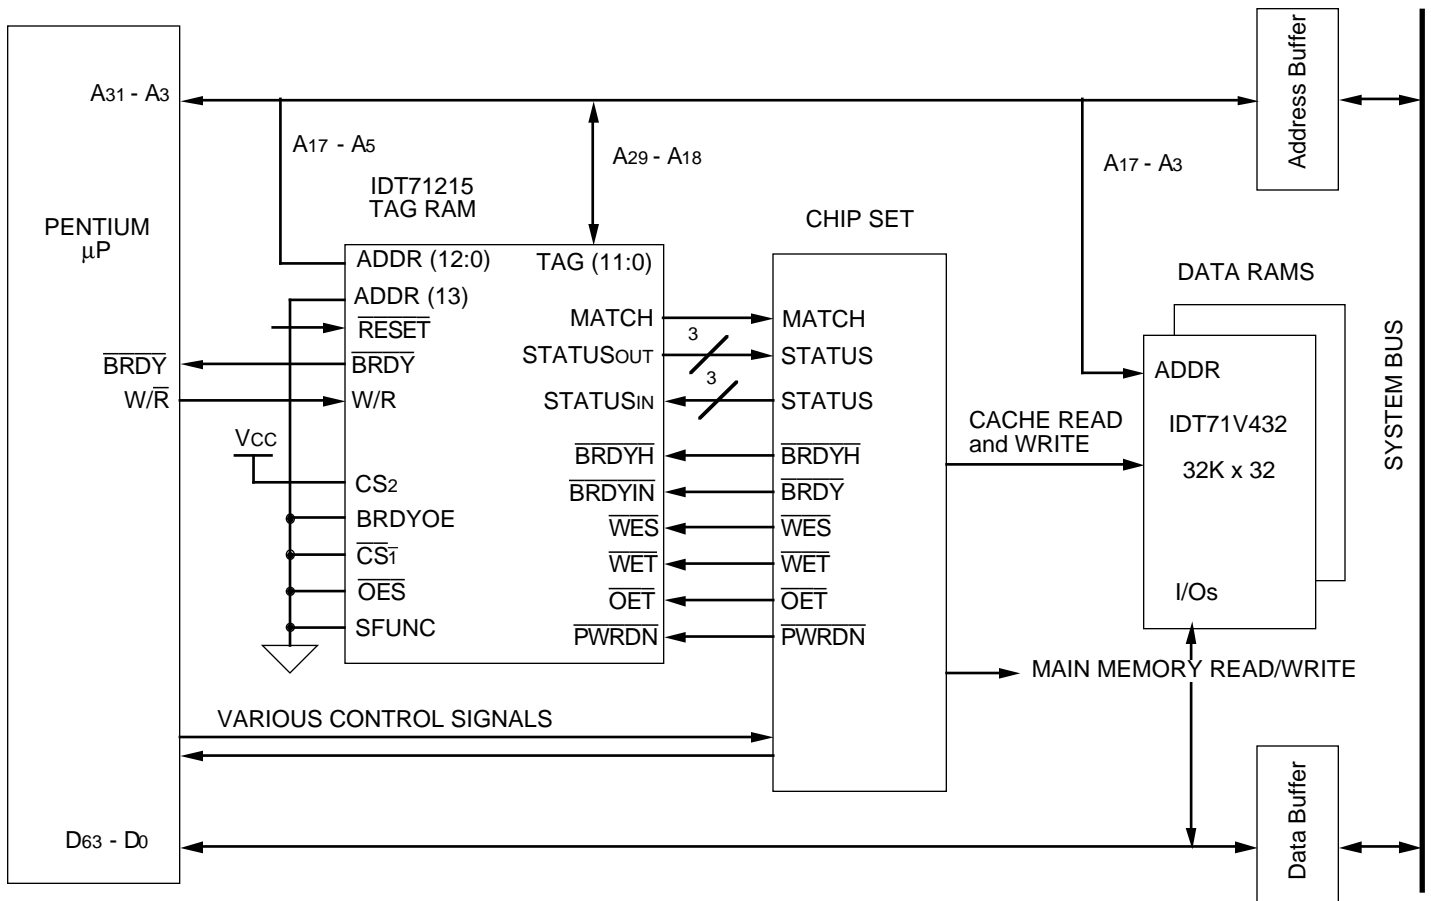 A31 - A3
PENTIUM
μP
BRDY
W/R
D63 - D0
A17 - A5
A29 - A18
A17 - A3
IDT71215
TAG RAM
ADDR (12:0)
TAG (11:0)
ADDR (13)
RESET
BRDY
W/R
VCC
CS2
BRDYOE
CS1
OES
SFUNC
MATCH
STATUSOUT
STATUSIN
BRDYH
BRDYIN
WES
WET
OET
PWRDN
3
3
CHIP SET
MATCH
STATUS
STATUS
BRDYH
BRDY
WES
WET
OET
PWRDN
CACHE READ
and WRITE
MAIN MEMORY READ/WRITE
VARIOUS CONTROL SIGNALS
DATA RAMS
ADDR
IDT71V432
32K x 32
I/Os
Address Buffer
Data Buffer
SYSTEM BUS